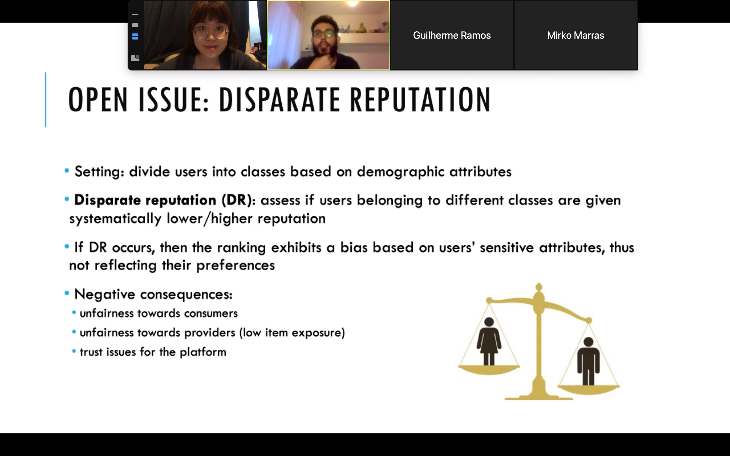 Guilherme Ramos
Mirko Marras
OPEN ISSUE: DISPARATE REPUTATION
• Setting: divide users into classes based on demographic attributes
• Disparate reputation (DR): assess if users belonging to different classes are given
systematically lower/higher reputation
• If DR occurs, then the ranking exhibits a bias based on users' sensitive attributes, thus
not reflecting their preferences
• Negative consequences:
• unfairness towards consumers
• unfairness towards providers (low item exposure)
• trust issues for the platform